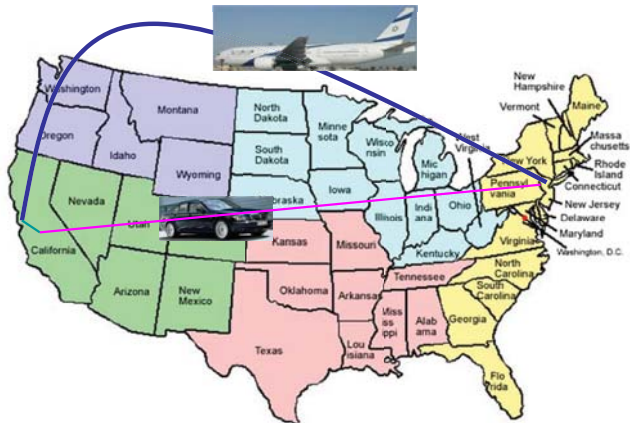 Washington
Montana
North
Dakota
Minne
sota
Wisco
nsin
West
Virginia
New
Hampshire
Vermont
Maine
Massa
chusetts
Rhode
Island
Connecticut
Oregon
Idaho
Wyoming
South
Dakota
Mic
higan
New York
Pennsyl
vania
New Jersey
Delaware
Maryland
Washington, D.C.
Nevada
Utah
braska
Iowa
Illinois
Indi
ana
Ohio
Virginia
California
Kansas
Missouri
Kentucky
North
Carolina
Tennessee
South
Carolina
Arizona
New
Mexico
Oklahoma
Arkansas
Miss
issi
ippi
Alab
ama
Georgia
Texas
Lou
isiana
Flo
rida